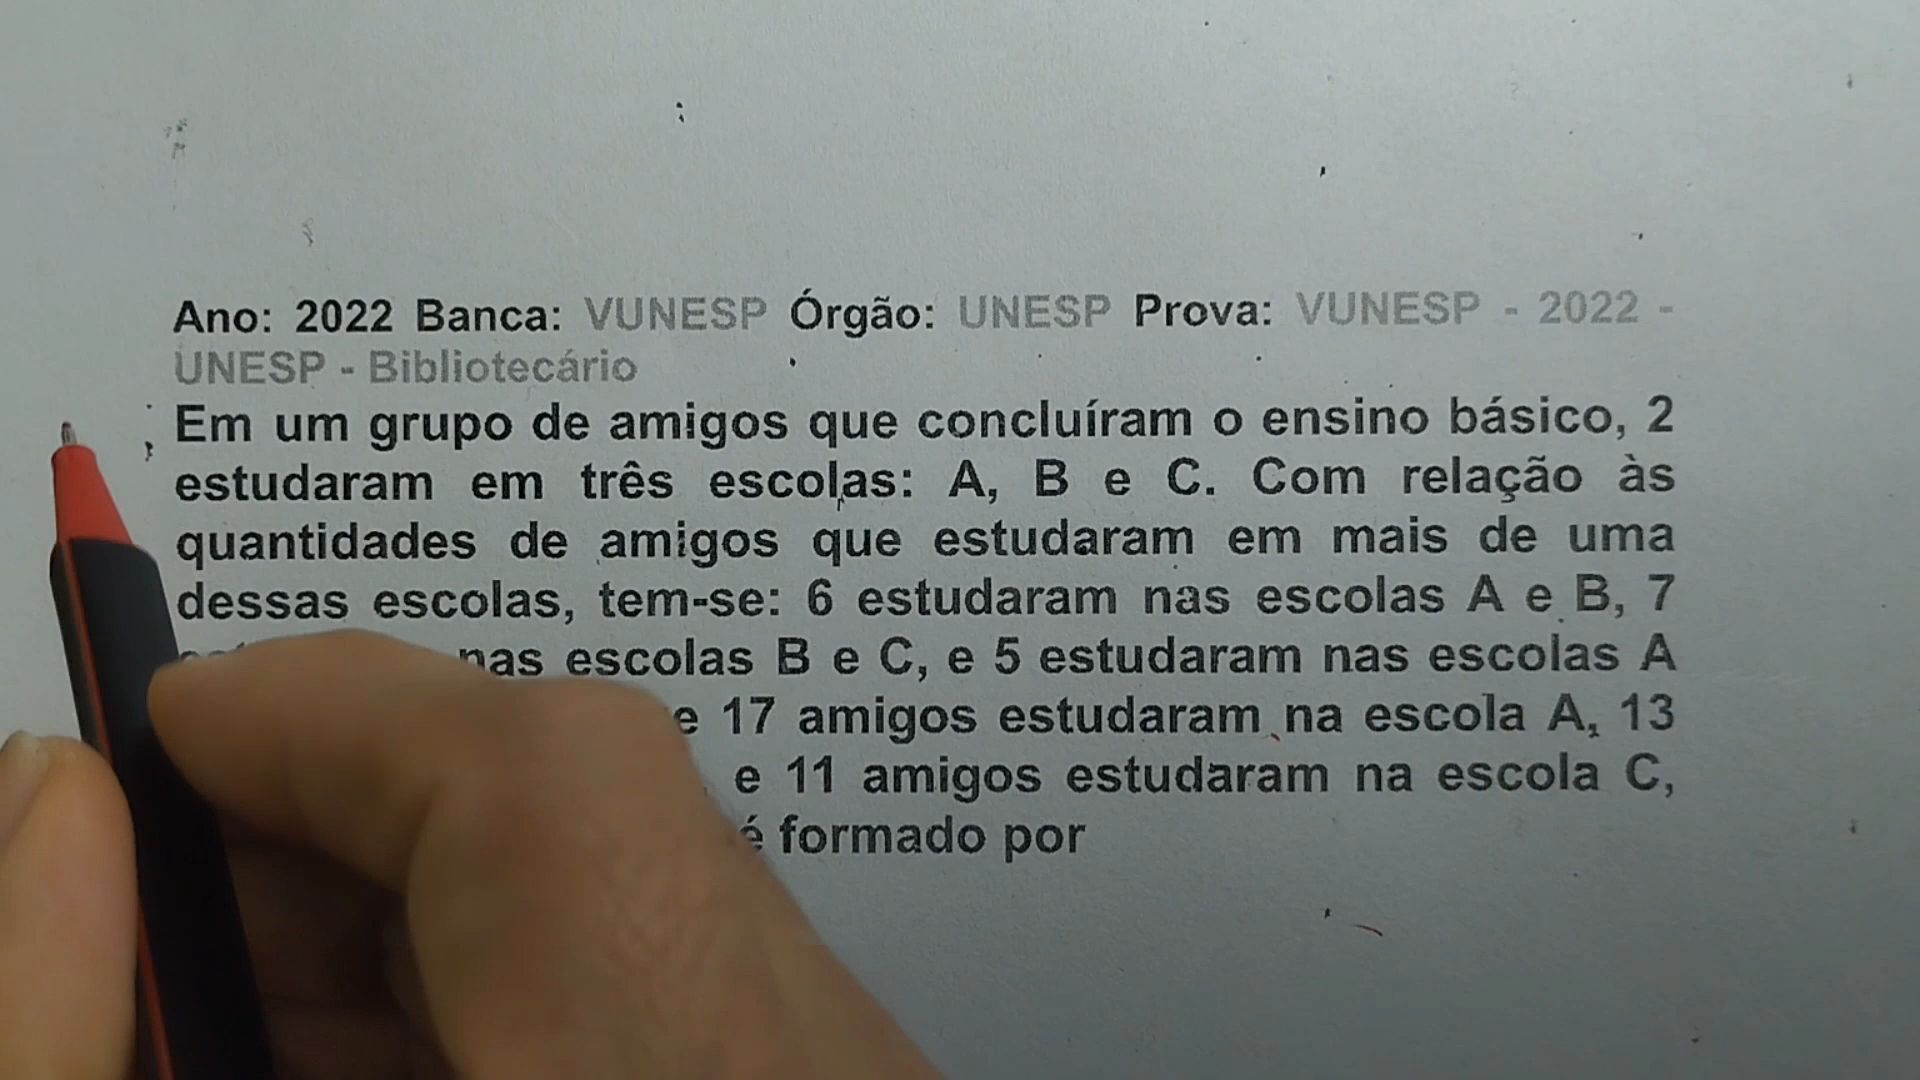 Ano: 2022 Banca: VUNESP Órgão: UNESP Prova: VUNESP - 2022 -
UNESP - Bibliotecário
Em um grupo de amigos que concluíram o ensino básico, 2
estudaram em três escolas: A, B e C. Com relação às
quantidades de amigos que estudaram em mais de uma
dessas escolas, tem-se: 6 estudaram nas escolas A e B, 7
nas escolas B e C, e 5 estudaram nas escolas A
e 17 amigos estudaram na escola A, 13
e 11 amigos estudaram na escola C,
é formado por